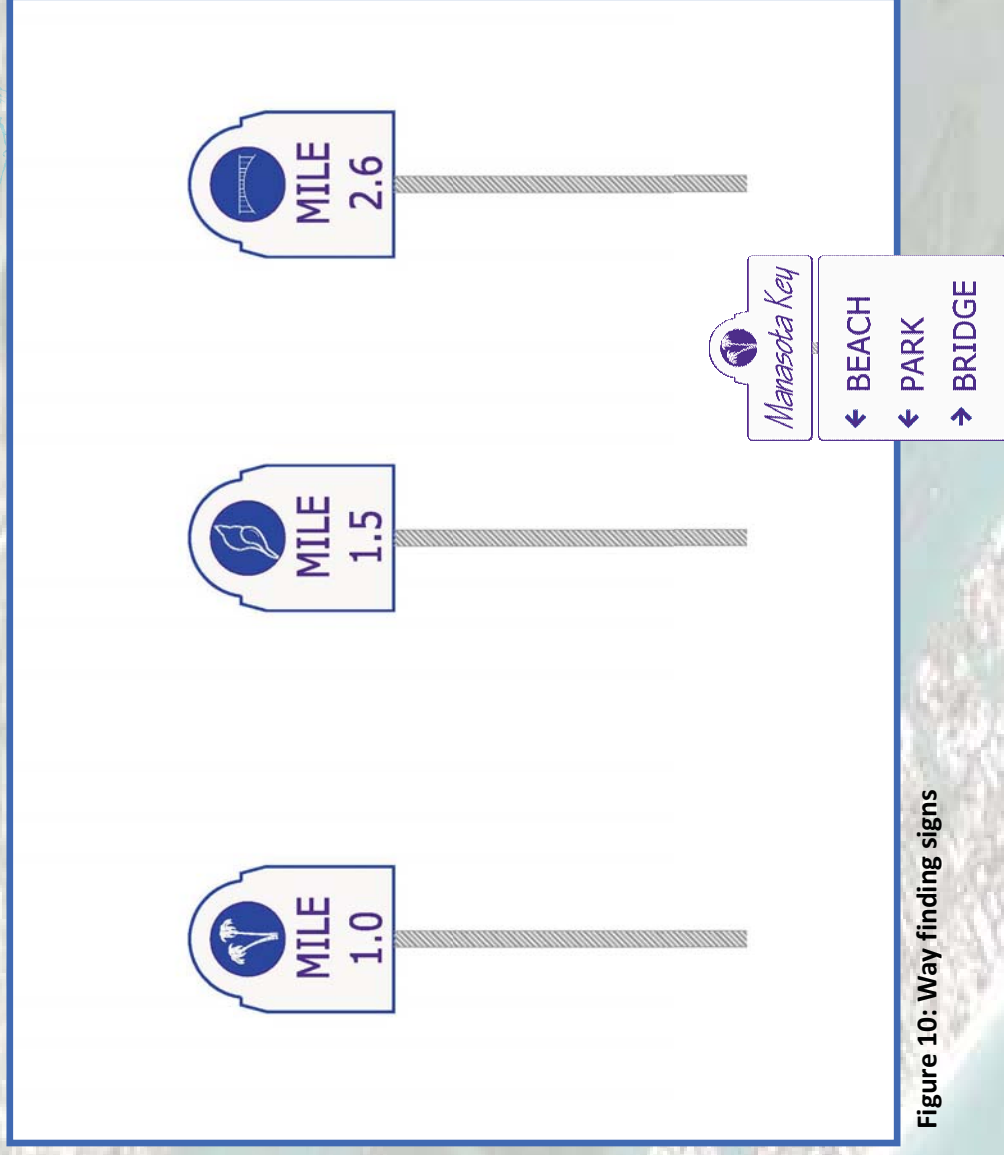 MILE
1.0
MILE
1.5
MILE
2.6
Manasota Key
← BEACH
← PARK
→ BRIDGE
Figure 10: Way finding signs